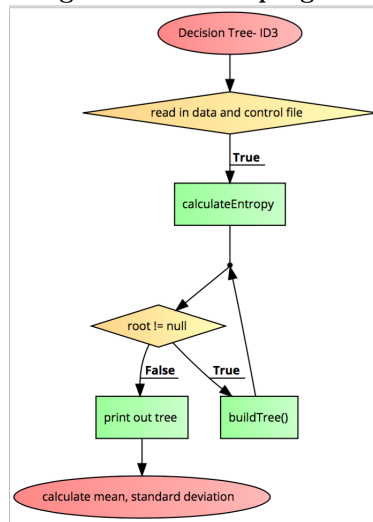 Decision Tree- ID3
read in data and control file
True
calculateEntropy
root != null
False
True
print out tree
buildTree()
calculate mean, standard deviation